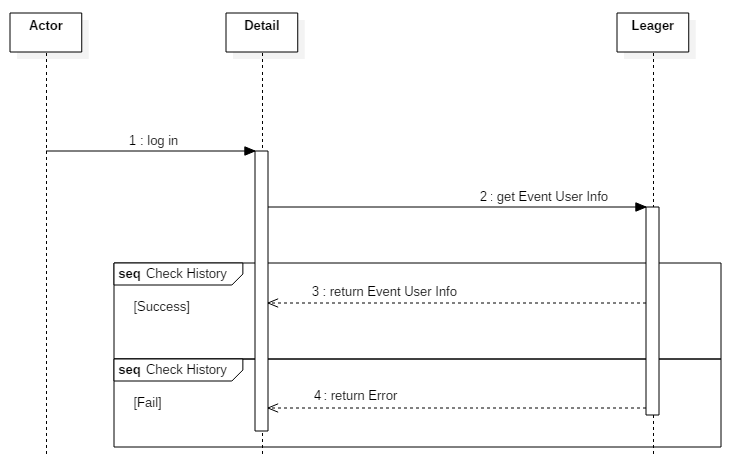 Actor
Detail
Leager
1 : log in
2 : get Event User Info
seq Check History
3 : return Event User Info
[Success]
seq Check History
4 : return Error
[Fail]